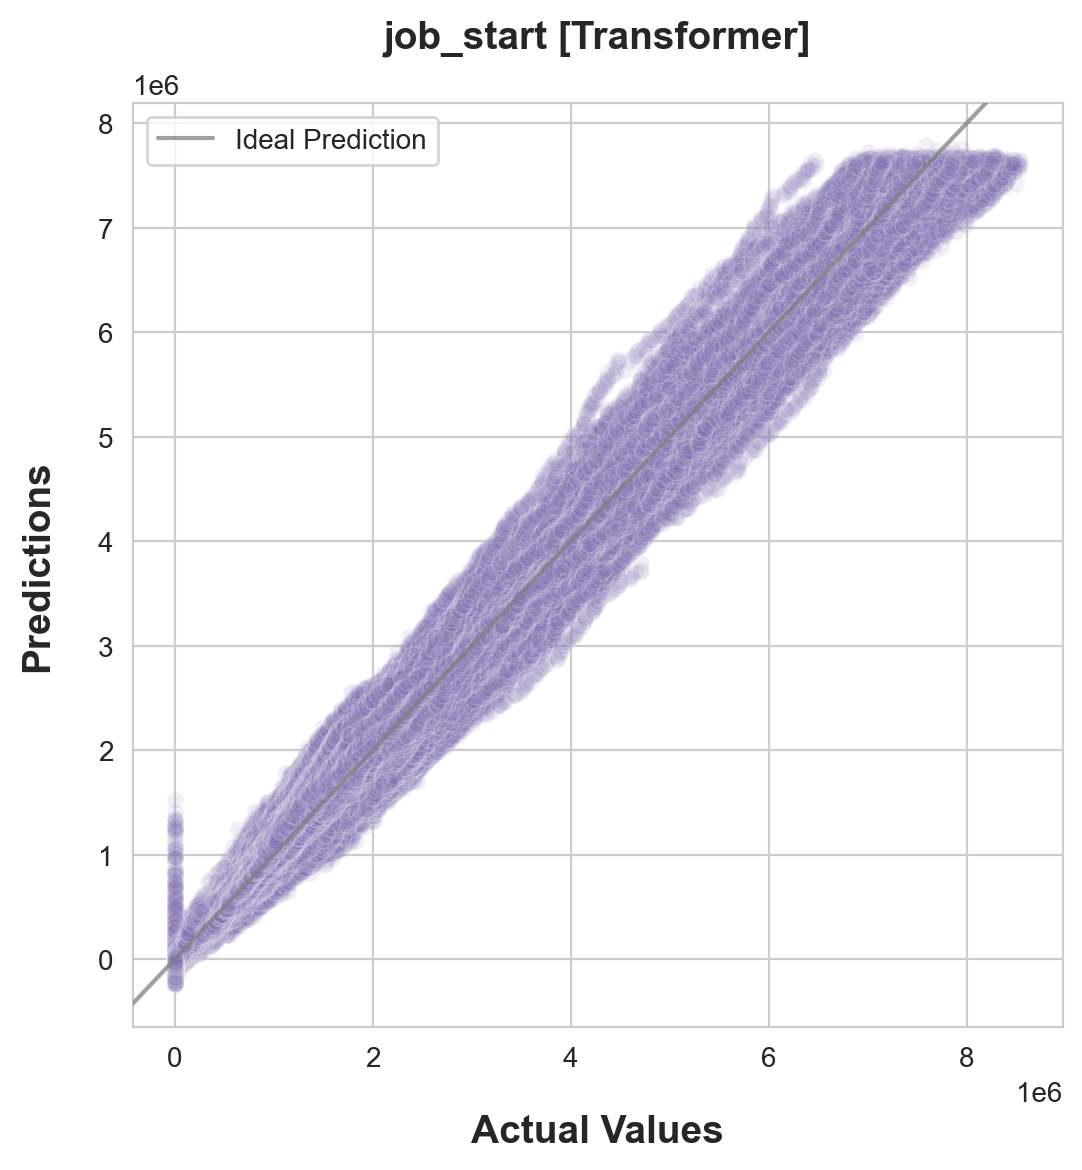 job_start [Transformer]
1e6
Ideal Prediction
8
7
6
5
4
3
2
1
0
Predictions
0 2 4 6 8
1e6
Actual Values